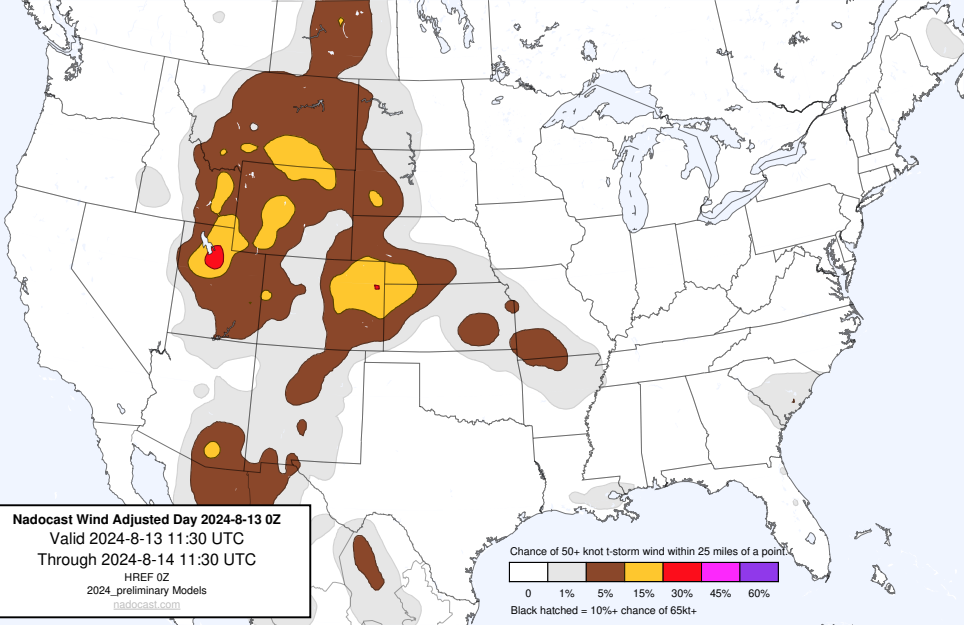 Nadocast Wind Adjusted Day 2024-8-13 0Z
Valid 2024-8-13 11:30 UTC
Through 2024-8-14 11:30 UTC
HREF 0Z
2024_preliminary Models
nadocast.com
Chance of 50+ knot t-storm wind within 25 miles of a point.
0 1% 5% 15% 30% 45% 60%
Black hatched = 10%+ chance of 65kt+